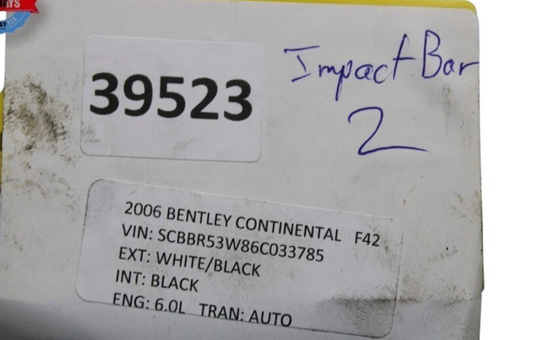 39523
Impact Bar
2
2006 BENTLEY CONTINENTAL F42
VIN: SCBBR53W86C033785
EXT: WHITE/BLACK
INT: BLACK
ENG: 6.0L TRAN: AUTO